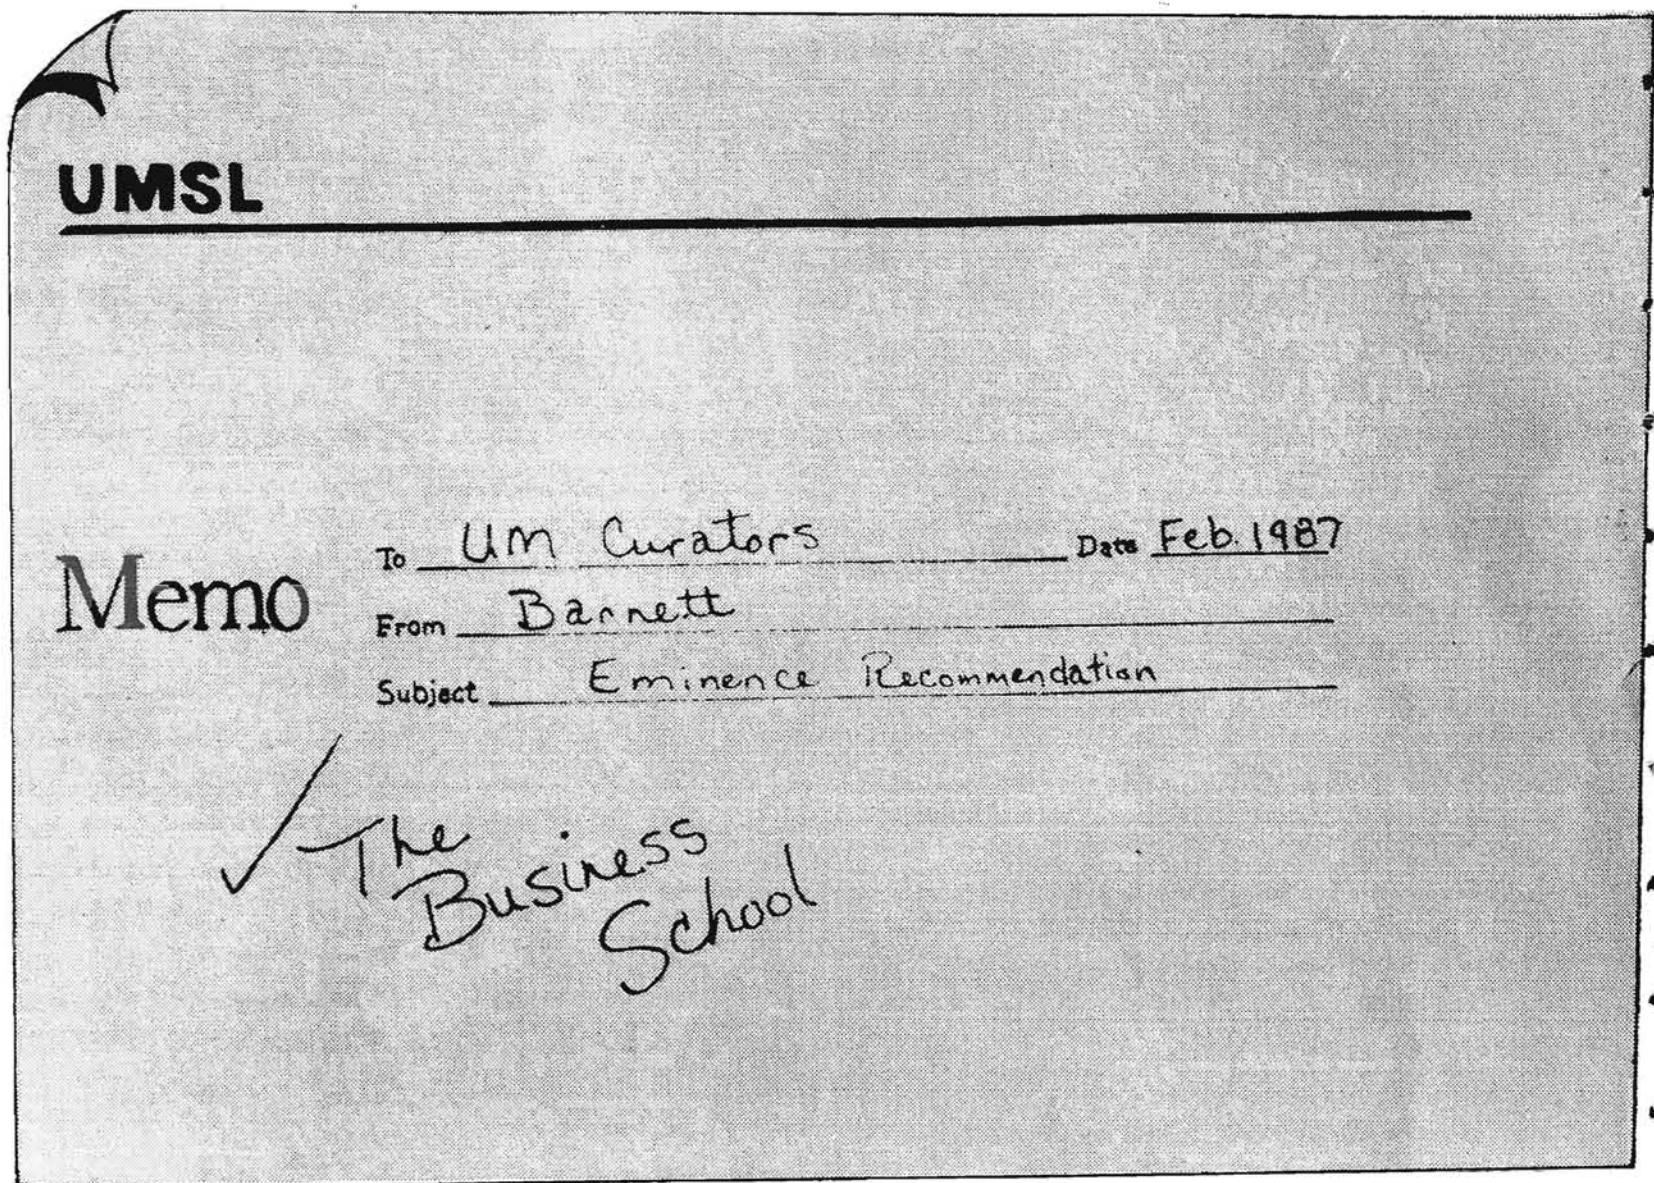 UMSL
Memo
To UM Curators Date Feb. 1987
From Barnett
Subject Eminence Recommendation
The
Business
School